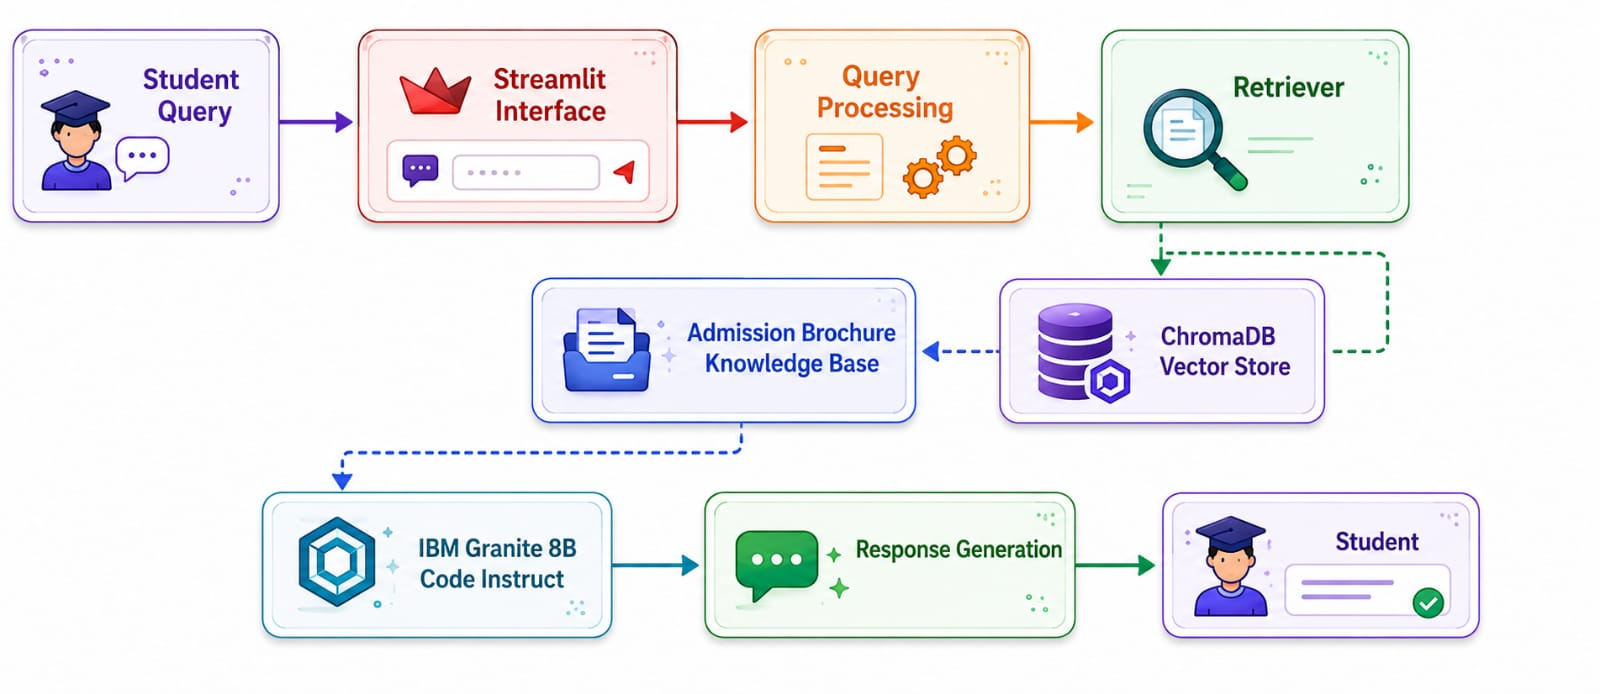 Student
Query
Streamlit
Interface
Query
Processing
Retriever
Admission Brochure
Knowledge Base
ChromaDB
Vector Store
IBM Granite 8B
Code Instruct
Response Generation
Student